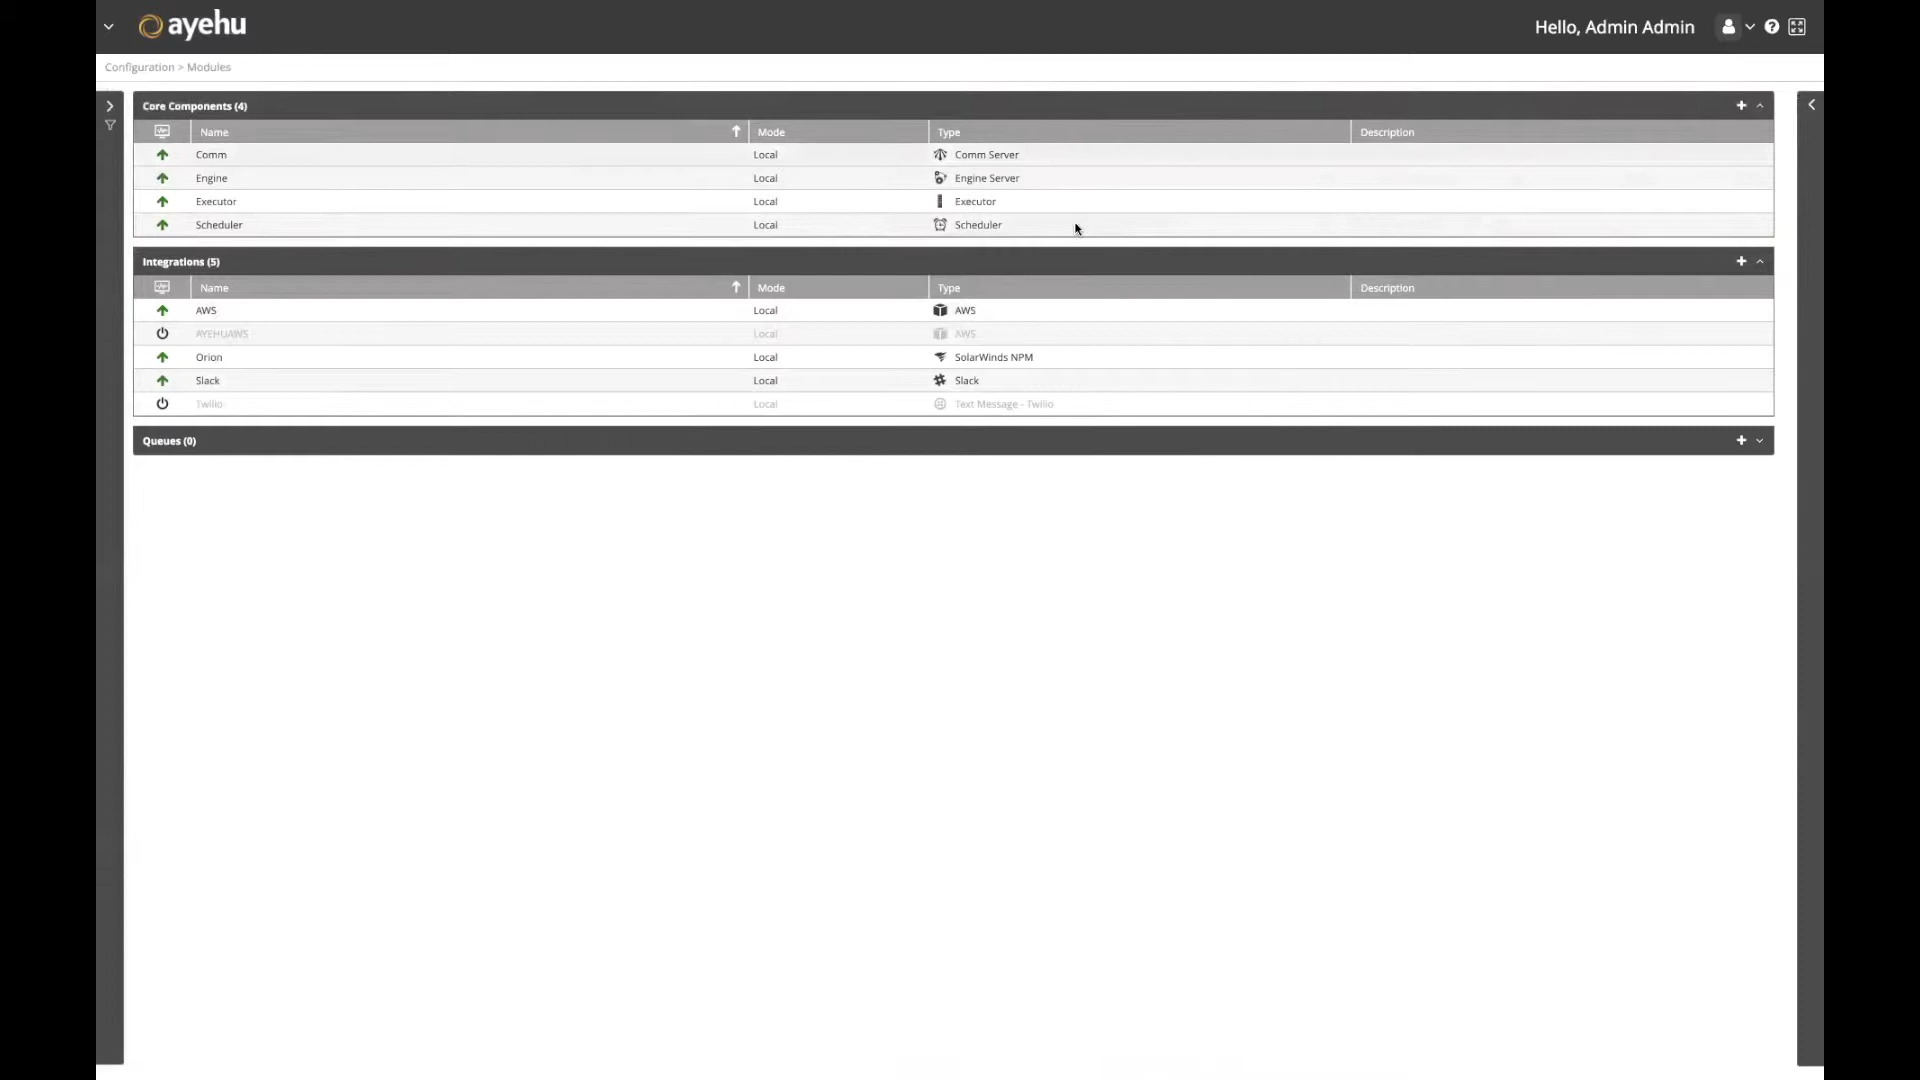 ayehu
Hello, Admin Admin
Configuration > Modules
Core Components (4)
Name Mode Type Description
Comm Local Comm Server
Engine Local Engine Server
Executor Local Executor
Scheduler Local Scheduler
Integrations (5)
Name Mode Type Description
AWS Local AWS
AYEHUAWS Local AWS
Orion Local SolarWinds NPM
Slack Local Slack
Twilio Local Text Message - Twilio
Queues (0)